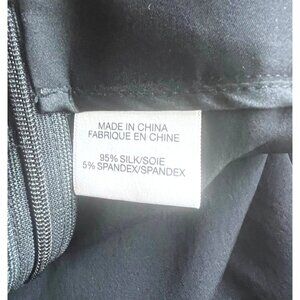 MADE IN CHINA
FABRIQUE EN CHINE
95% SILK/SOIE
5% SPANDEX/SPANDEX